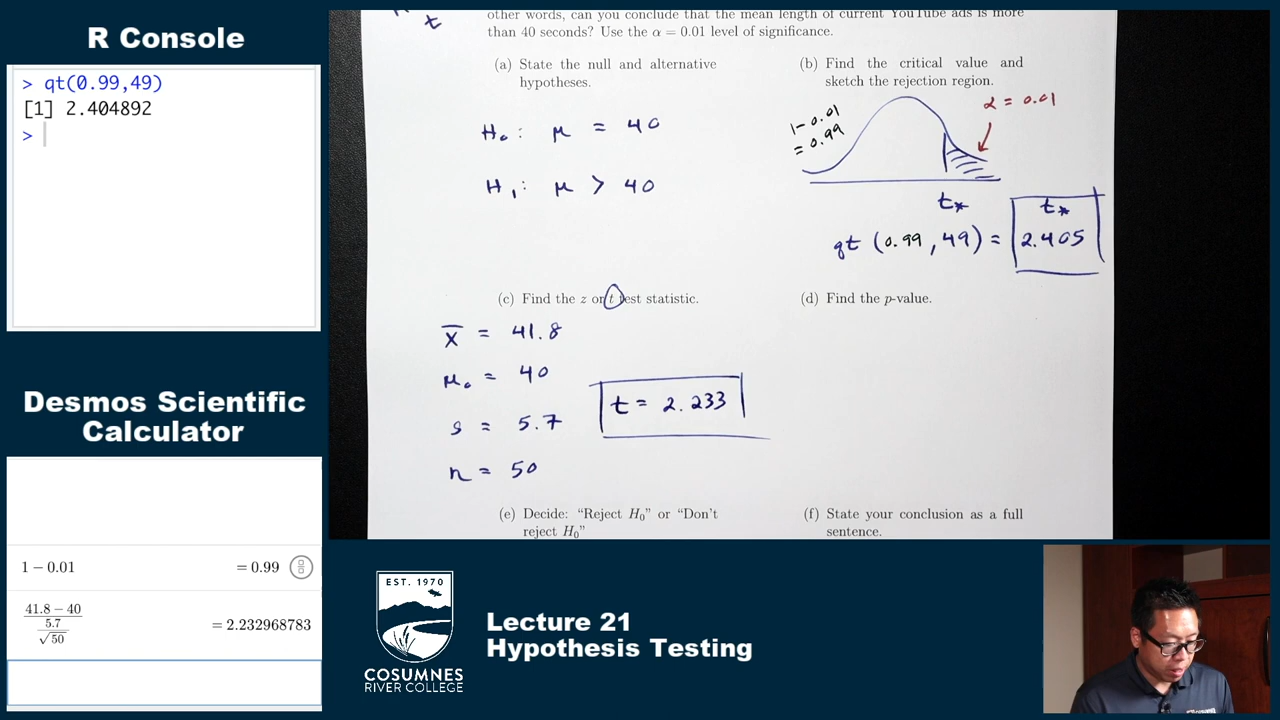 R Console
> qt(0.99,49)
[1] 2.404892
>
t
other words, can you conclude that the mean length of current YouTube ads is more
than 40 seconds? Use the α = 0.01 level of significance.
(a) State the null and alternative
hypotheses.
H₀: μ = 40
H₁: μ > 40
(b) Find the critical value and
sketch the rejection region.
1-0.01
= 0.99
α = 0.01
t*
t*
qt (0.99, 49) = 2.405
(c) Find the z or t test statistic.
x̄ = 41.8
μ₀ = 40
s = 5.7
n = 50
t = 2.233
(d) Find the p-value.
(e) Decide: “Reject H₀” or “Don’t
reject H₀”
(f) State your conclusion as a full
sentence.
Desmos Scientific
Calculator
1 − 0.01 = 0.99
41.8 − 40
5.7
√50
= 2.232968783
EST. 1970
COSUMNES
RIVER COLLEGE
Lecture 21
Hypothesis Testing